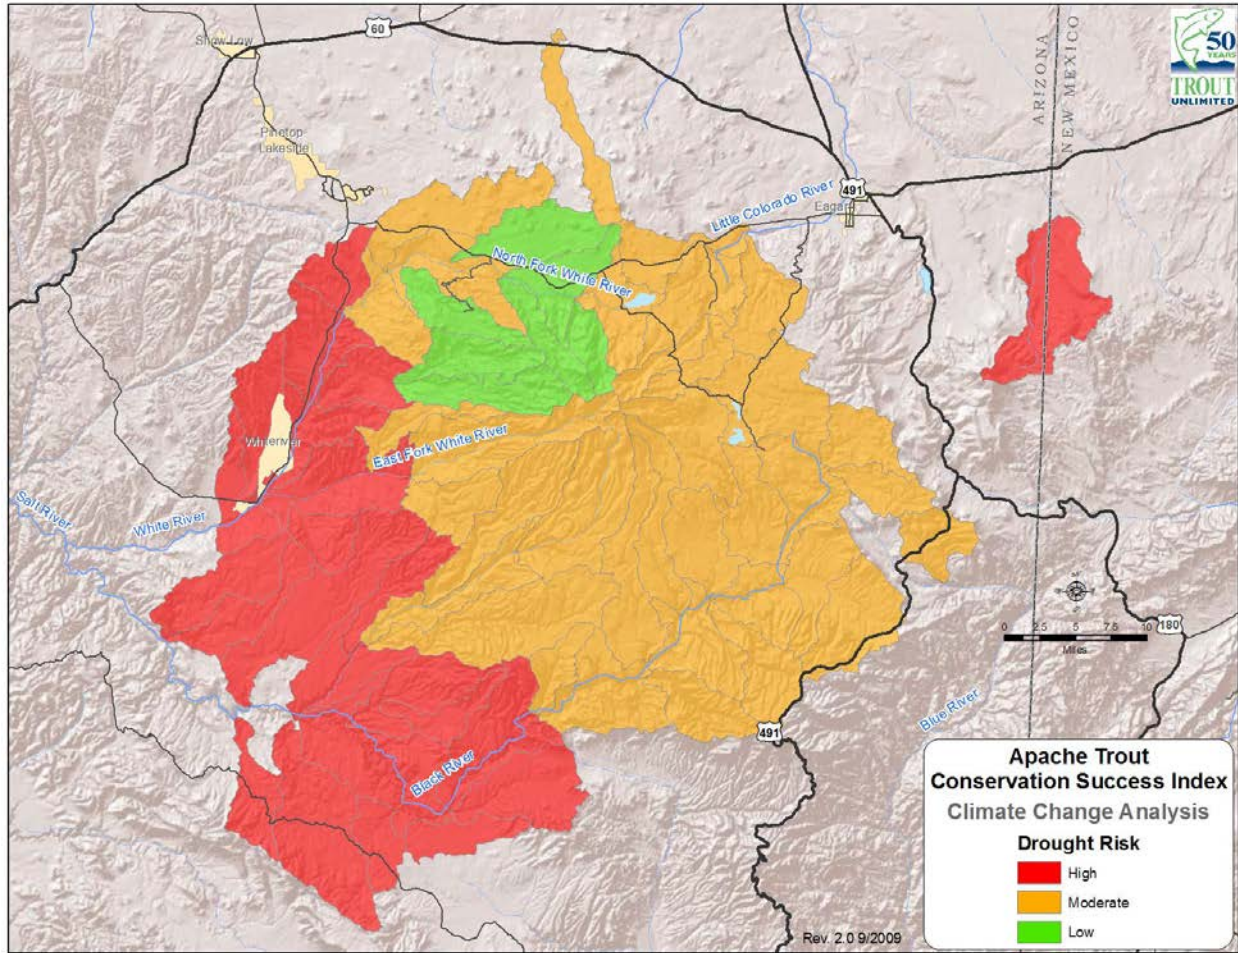 60
Show Low
50
YEARS
TROUT
UNLIMITED
ARIZONA
NEW MEXICO
Pinetop-
Lakeside
491
Eagar
Little Colorado River
North Fork White River
Whiteriver
East Fork White River
White River
Salt River
0 2.5 5 7.5 10
Miles
180
Blue River
491
Black River
Apache Trout
Conservation Success Index
Climate Change Analysis
Drought Risk
High
Moderate
Low
Rev. 2.0 9/2009